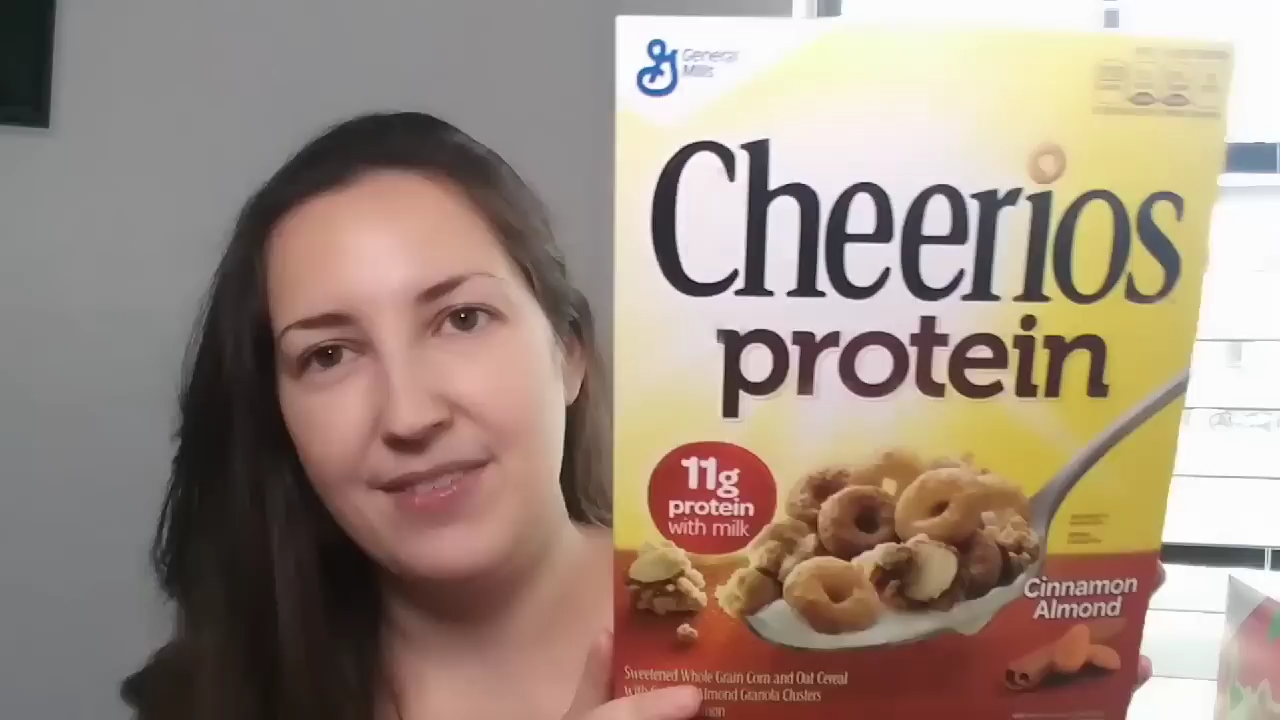 General
Mills
Cheerios
protein
11g
protein
with milk
Cinnamon
Almond
Sweetened Whole Grain Corn and Oat Cereal
with Almond Granola Clusters